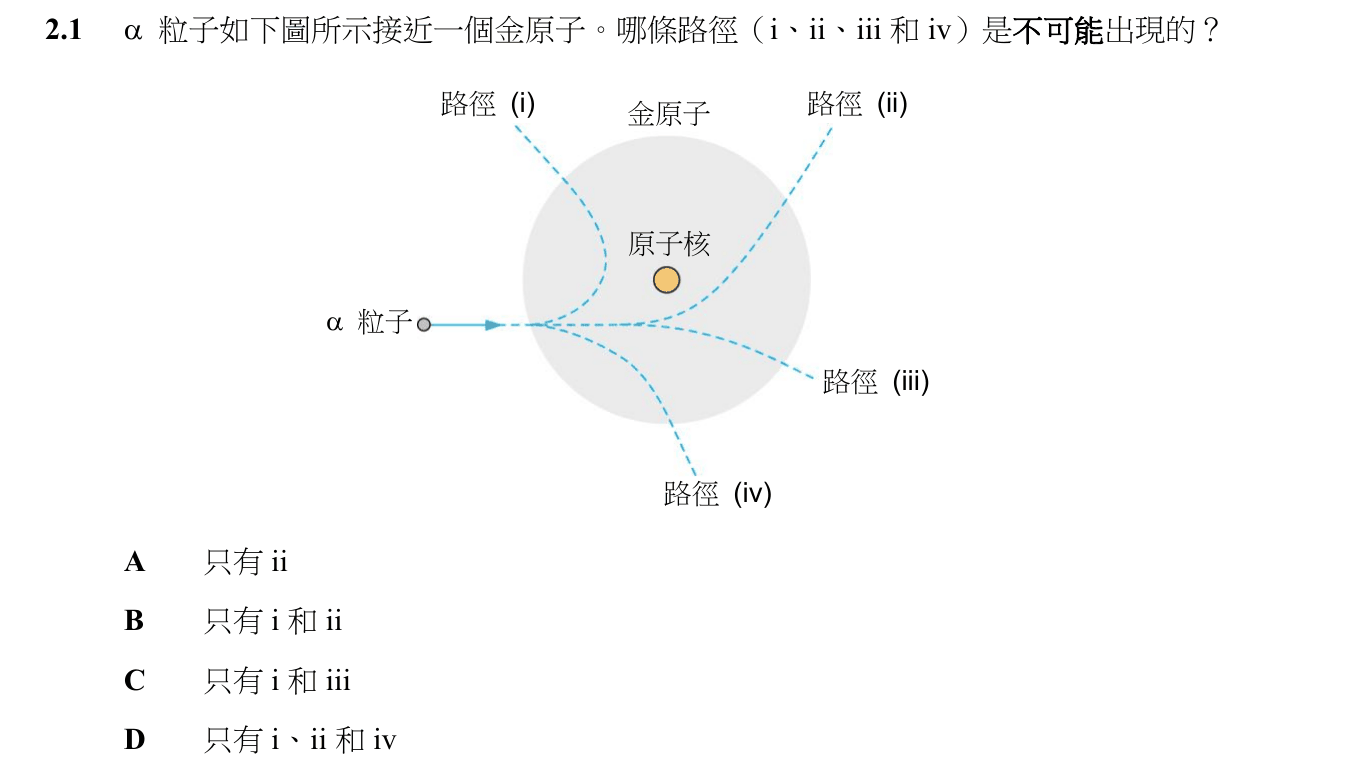 2.1 α 粒子如下圖所示接近一個金原子。哪條路徑（i、ii、iii 和 iv）是不可能出現的？
路徑 (i)
金原子
路徑 (ii)
原子核
α 粒子
路徑 (iii)
路徑 (iv)
A 只有 ii
B 只有 i 和 ii
C 只有 i 和 iii
D 只有 i、ii 和 iv